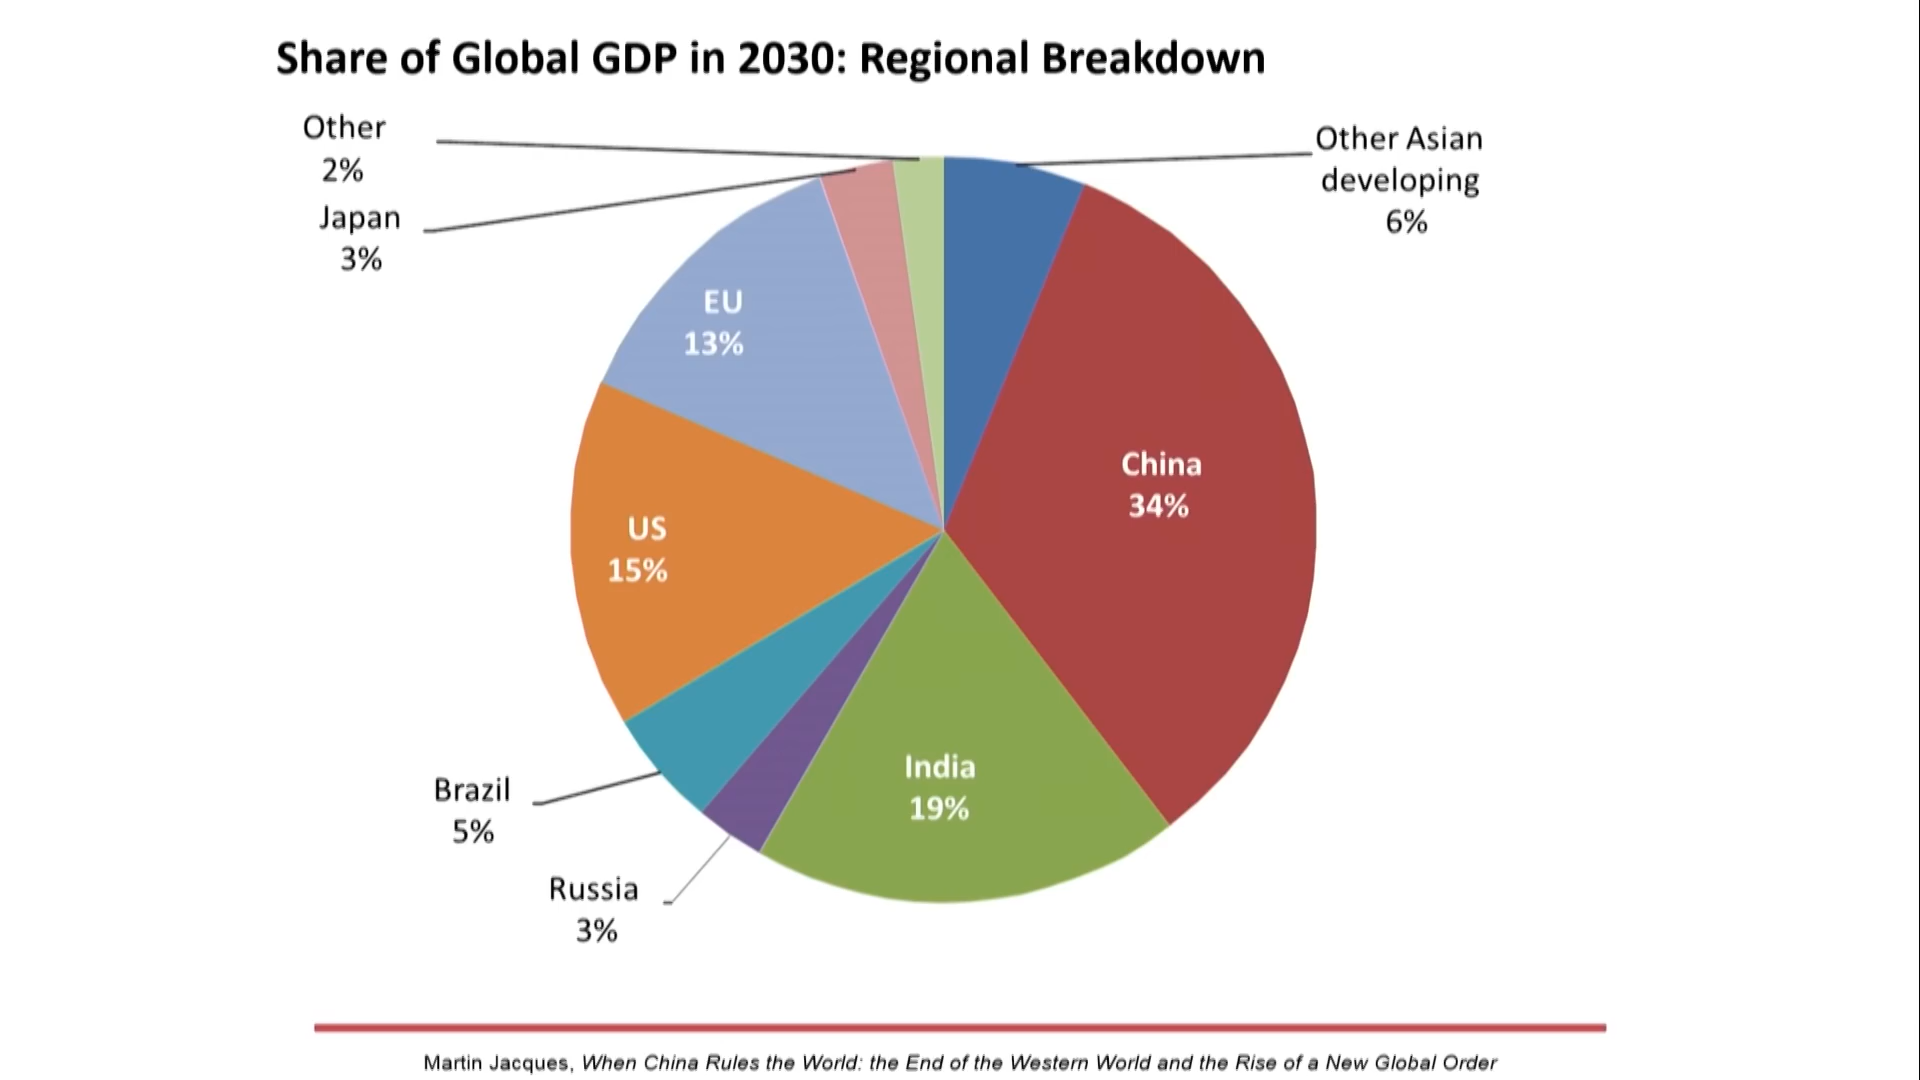 Share of Global GDP in 2030: Regional Breakdown
Other
2%
Japan
3%
Other Asian
developing
6%
EU
13%
China
34%
US
15%
India
19%
Brazil
5%
Russia
3%
Martin Jacques, When China Rules the World: the End of the Western World and the Rise of a New Global Order